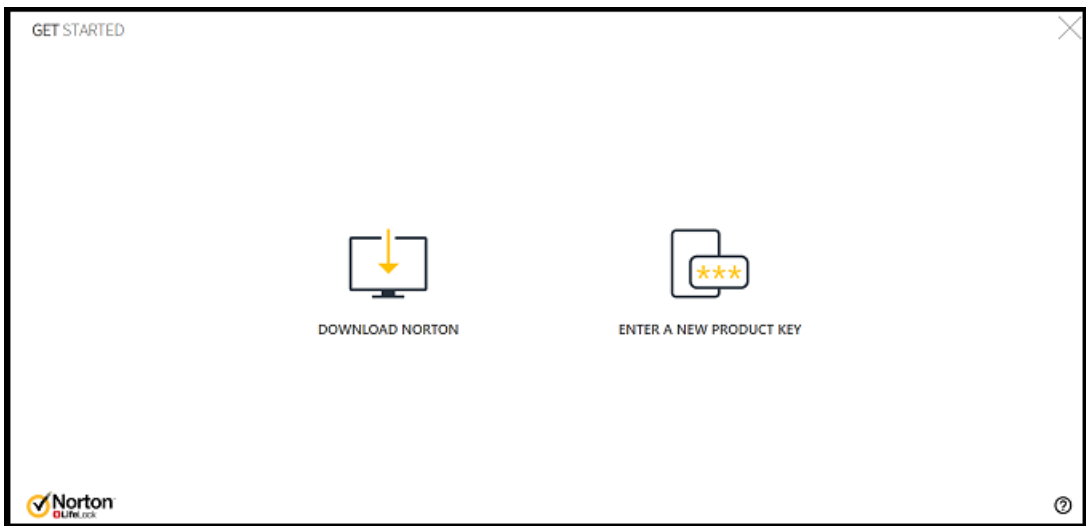 GET STARTED
***
DOWNLOAD NORTON
ENTER A NEW PRODUCT KEY
Norton
LifeLock
?